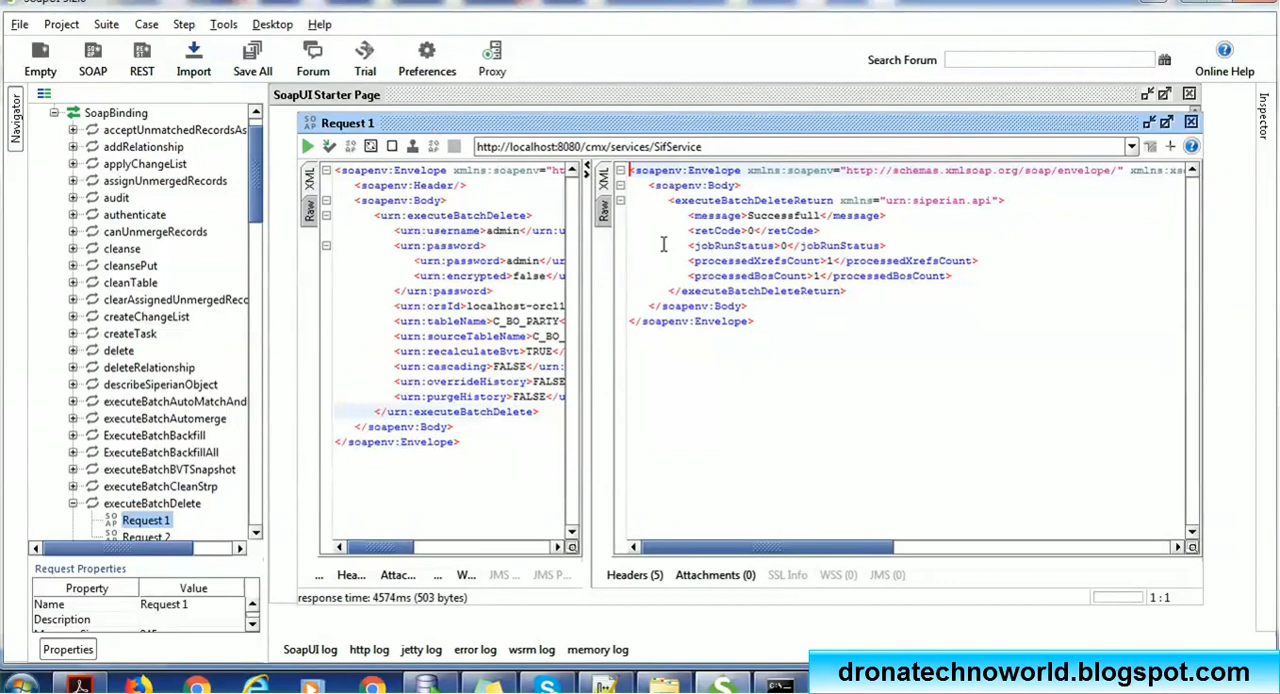 File Project Suite Case Step Tools Desktop Help
Empty SOAP REST Import Save All Forum Trial Preferences Proxy
Search Forum
Online Help
Navigator
Inspector
SoapBinding
acceptUnmatchedRecordsAs
addRelationship
applyChangeList
assignUnmergedRecords
audit
authenticate
canUnmergeRecords
cleanse
cleansePut
cleanTable
clearAssignedUnmergedRecc
createChangeList
createTask
delete
deleteRelationship
describeSiperianObject
executeBatchAutoMatchAnd
executeBatchAutomerge
ExecuteBatchBackfill
ExecuteBatchBackfillAll
executeBatchBVTSnapshot
executeBatchCleanStrp
executeBatchDelete
Request 1
Request 2
Request Properties
Property Value
Name Request 1
Description
Properties
SoapUI Starter Page
Request 1
http://localhost:8080/cmx/services/SifService
XML
Raw
<soapenv:Envelope xmlns:soapenv="ht
<soapenv:Header/>
<soapenv:Body>
<urn:executeBatchDelete>
<urn:username>admin</urn:u
<urn:password>
<urn:password>admin</u
<urn:encrypted>false</u
</urn:password>
<urn:orsId>localhost-orcl1
<urn:tableName>C_BO_PARTY<
<urn:sourceTableName>C_BO_
<urn:recalculateBvt>TRUE</
<urn:cascading>FALSE</urn:
<urn:overrideHistory>FALSE
<urn:purgeHistory>FALSE</u
</urn:executeBatchDelete>
</soapenv:Body>
</soapenv:Envelope>
XML
Raw
<soapenv:Envelope xmlns:soapenv="http://schemas.xmlsoap.org/soap/envelope/" xmlns:xs
<soapenv:Body>
<executeBatchDeleteReturn xmlns="urn:siperian.api">
<message>Successfull</message>
<retCode>0</retCode>
<jobRunStatus>0</jobRunStatus>
<processedXrefsCount>1</processedXrefsCount>
<processedBosCount>1</processedBosCount>
</executeBatchDeleteReturn>
</soapenv:Body>
</soapenv:Envelope>
... Hea... Attac... ... W... JMS ... JMS P...
Headers (5) Attachments (0) SSL Info WSS (0) JMS (0)
response time: 4574ms (503 bytes)
1 : 1
SoapUI log http log jetty log error log wsrm log memory log
dronatechnoworld.blogspot.com